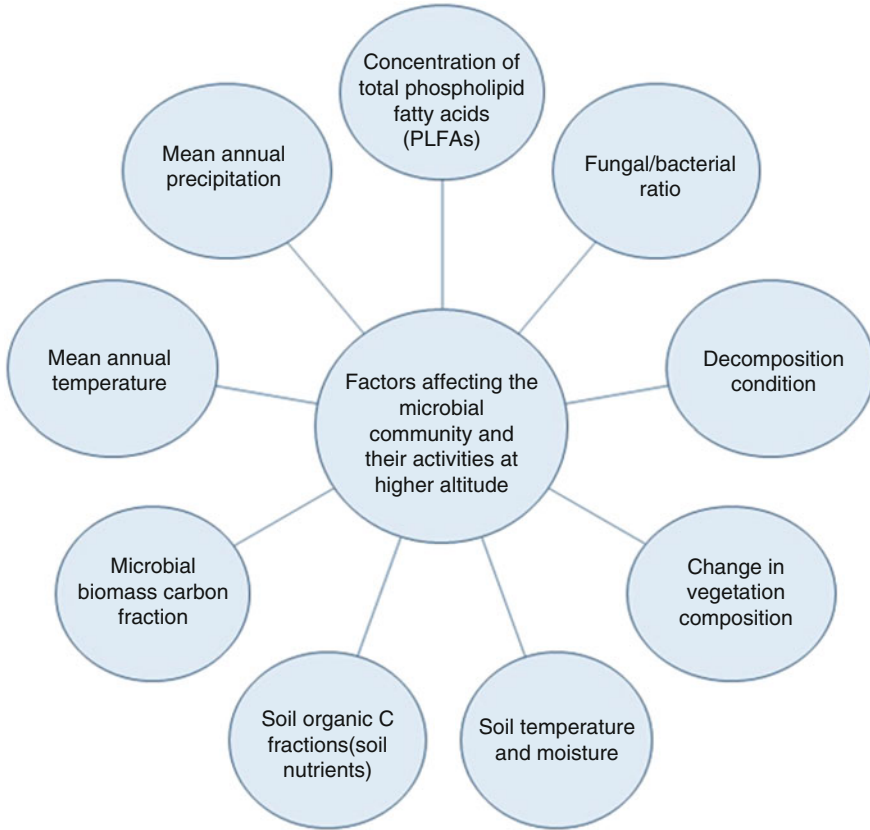 Concentration of
total phospholipid
fatty acids
(PLFAs)
Fungal/bacterial
ratio
Decomposition
condition
Change in
vegetation
composition
Soil temperature
and moisture
Soil organic C
fractions(soil
nutrients)
Microbial
biomass carbon
fraction
Mean annual
temperature
Mean annual
precipitation
Factors affecting the
microbial
community and
their activities at
higher altitude